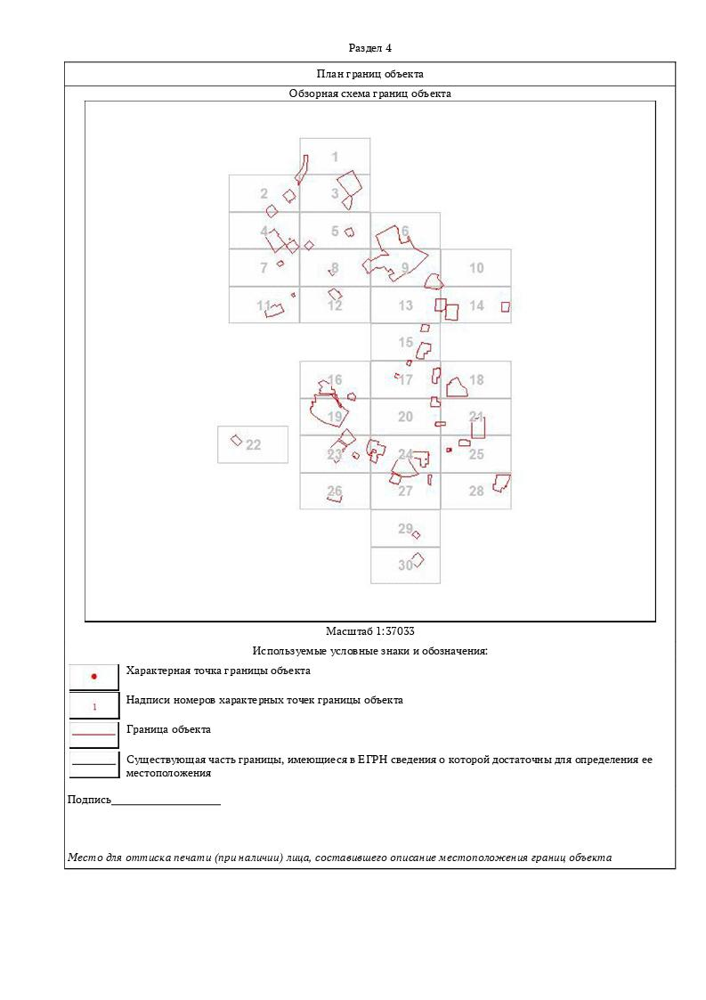 Раздел 4
План границ объекта
Обзорная схема границ объекта
1
2 3
4 5 6
7 8 9 10
11 12 13 14
15
16 17 18
19 20 21
22
23 24 25
26 27 28
29
30
Масштаб 1:37033
Используемые условные знаки и обозначения:
Характерная точка границы объекта
1 Надписи номеров характерных точек границы объекта
Граница объекта
Существующая часть границы, имеющиеся в ЕГРН сведения о которой достаточны для определения ее
местоположения
Подпись____________________
Место для оттиска печати (при наличии) лица, составившего описание местоположения границ объекта